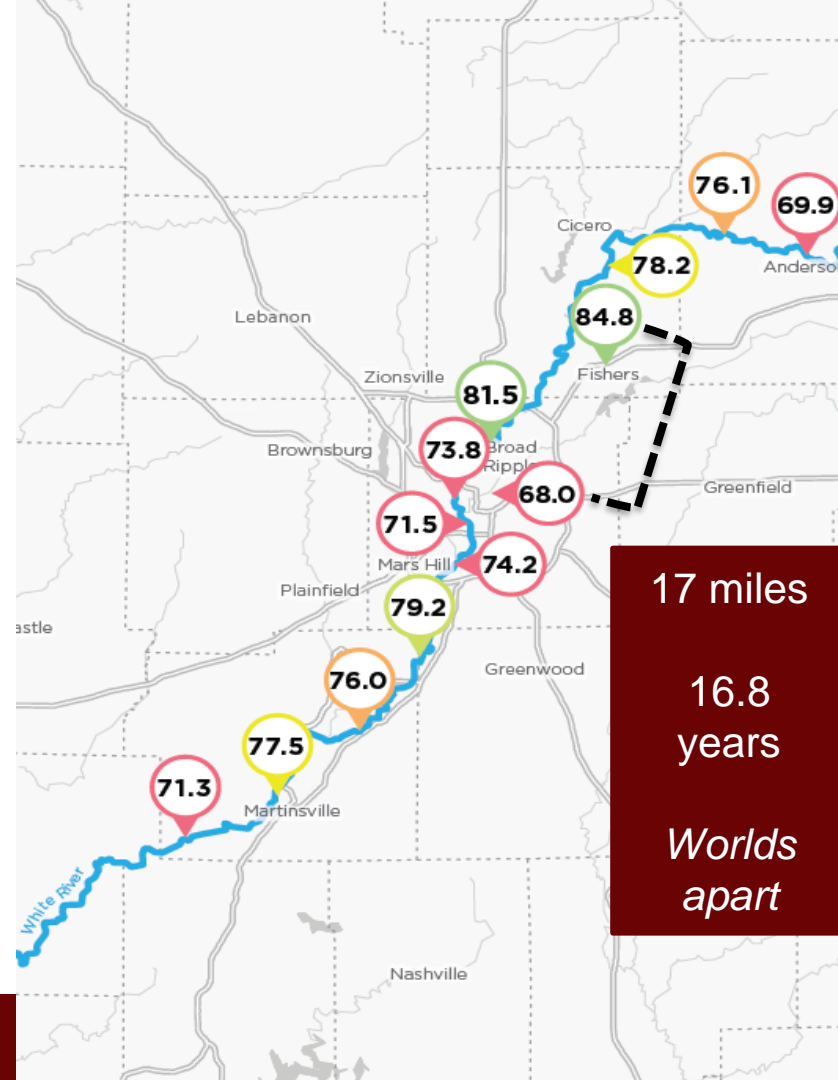 76.1
69.9
Cicero
78.2
Anderso
84.8
Lebanon
Fishers
Zionsville
81.5
Brownsburg
73.8
Broad
Ripple
68.0
Greenfield
71.5
Mars Hill
74.2
Plainfield
79.2
astle
Greenwood
76.0
77.5
71.3
Martinsville
White River
Nashville
17 miles
16.8
years
Worlds
apart